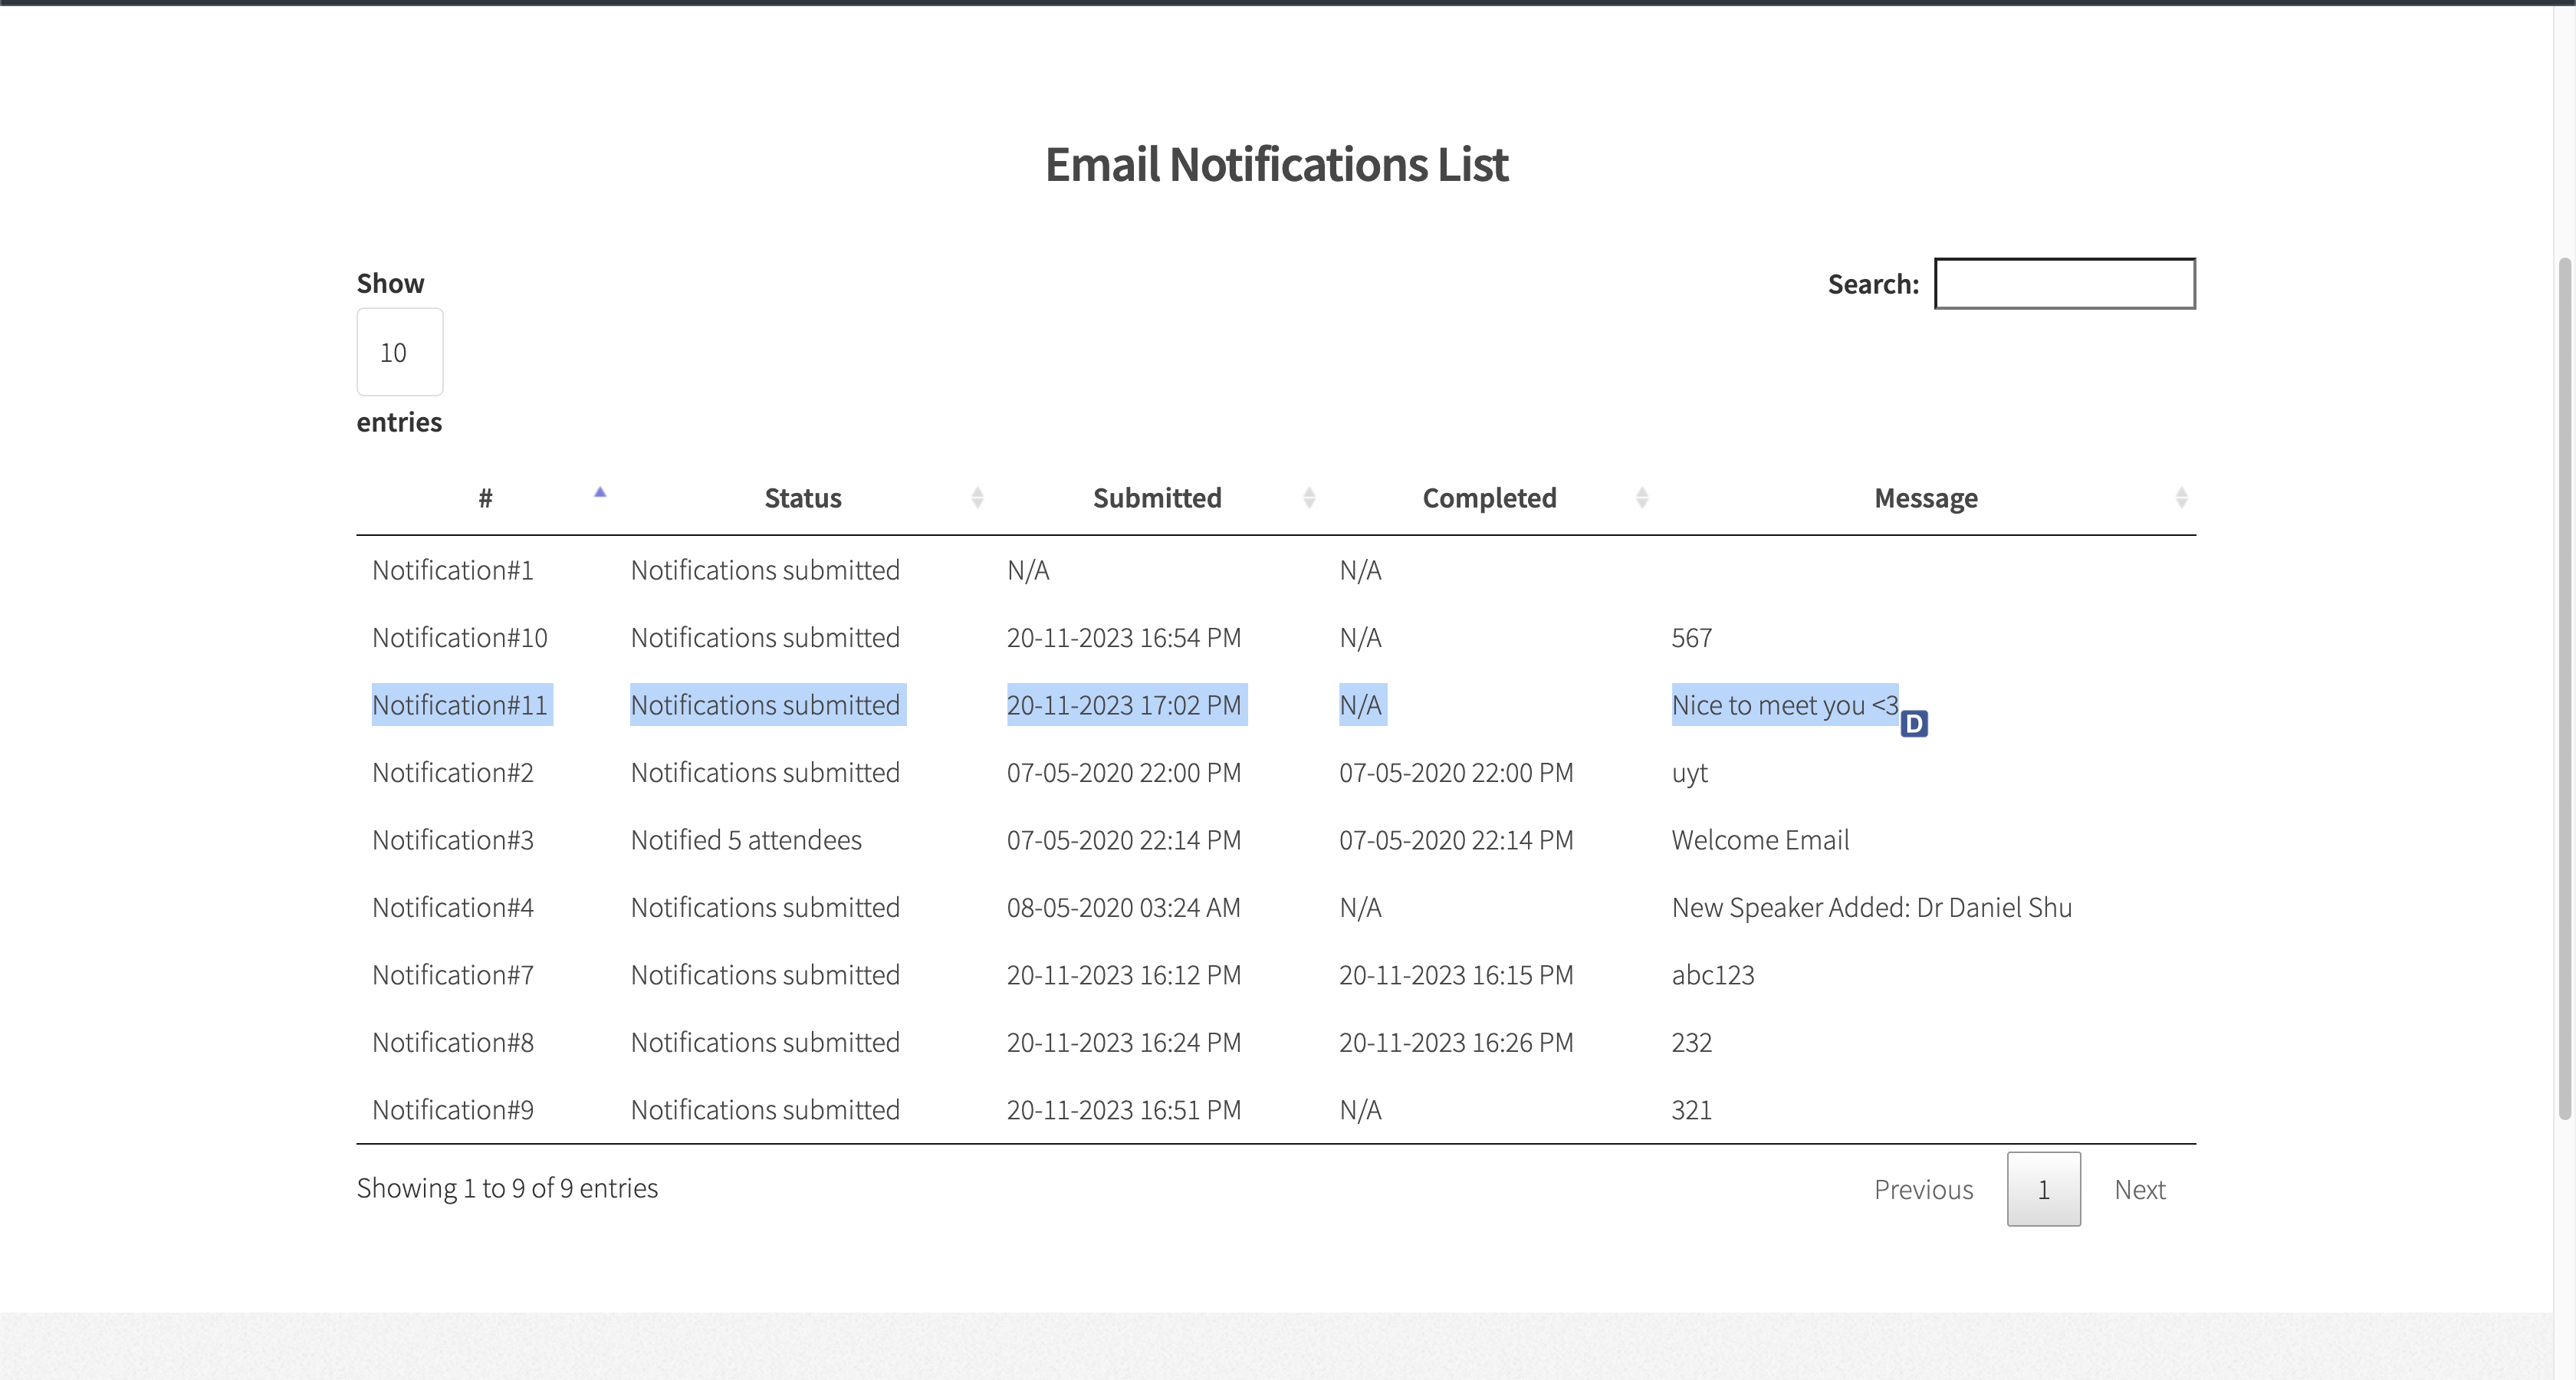 Email Notifications List
Show
10
entries
Search:
# Status Submitted Completed Message
Notification#1 Notifications submitted N/A N/A
Notification#10 Notifications submitted 20-11-2023 16:54 PM N/A 567
Notification#11 Notifications submitted 20-11-2023 17:02 PM N/A Nice to meet you <3
D
Notification#2 Notifications submitted 07-05-2020 22:00 PM 07-05-2020 22:00 PM uyt
Notification#3 Notified 5 attendees 07-05-2020 22:14 PM 07-05-2020 22:14 PM Welcome Email
Notification#4 Notifications submitted 08-05-2020 03:24 AM N/A New Speaker Added: Dr Daniel Shu
Notification#7 Notifications submitted 20-11-2023 16:12 PM 20-11-2023 16:15 PM abc123
Notification#8 Notifications submitted 20-11-2023 16:24 PM 20-11-2023 16:26 PM 232
Notification#9 Notifications submitted 20-11-2023 16:51 PM N/A 321
Showing 1 to 9 of 9 entries
Previous 1 Next